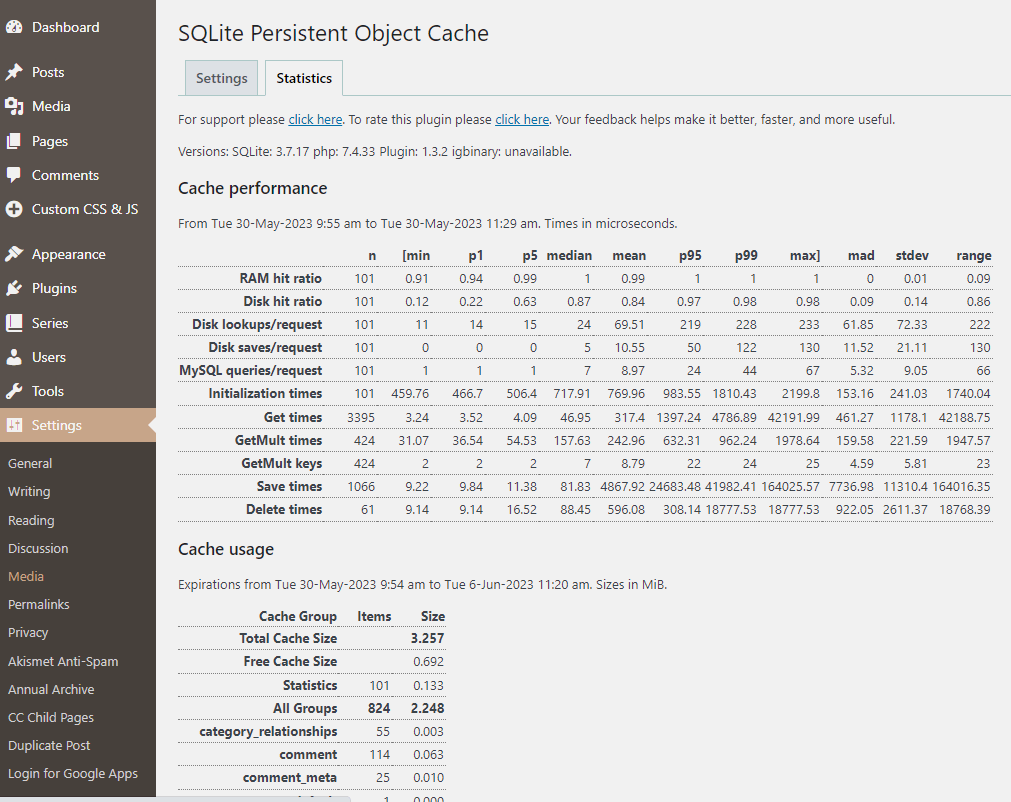 Dashboard
Posts
Media
Pages
Comments
Custom CSS & JS
Appearance
Plugins
Series
Users
Tools
Settings
General
Writing
Reading
Discussion
Media
Permalinks
Privacy
Akismet Anti-Spam
Annual Archive
CC Child Pages
Duplicate Post
Login for Google Apps
SQLite Persistent Object Cache
Settings Statistics
For support please click here. To rate this plugin please click here. Your feedback helps make it better, faster, and more useful.
Versions: SQLite: 3.7.17 php: 7.4.33 Plugin: 1.3.2 igbinary: unavailable.
Cache performance
From Tue 30-May-2023 9:55 am to Tue 30-May-2023 11:29 am. Times in microseconds.
n [min p1 p5 median mean p95 p99 max] mad stdev range
RAM hit ratio 101 0.91 0.94 0.99 1 0.99 1 1 1 0 0.01 0.09
Disk hit ratio 101 0.12 0.22 0.63 0.87 0.84 0.97 0.98 0.98 0.09 0.14 0.86
Disk lookups/request 101 11 14 15 24 69.51 219 228 233 61.85 72.33 222
Disk saves/request 101 0 0 0 5 10.55 50 122 130 11.52 21.11 130
MySQL queries/request 101 1 1 1 7 8.97 24 44 67 5.32 9.05 66
Initialization times 101 459.76 466.7 506.4 717.91 769.96 983.55 1810.43 2199.8 153.16 241.03 1740.04
Get times 3395 3.24 3.52 4.09 46.95 317.4 1397.24 4786.89 42191.99 461.27 1178.1 42188.75
GetMult times 424 31.07 36.54 54.53 157.63 242.96 632.31 962.24 1978.64 159.58 221.59 1947.57
GetMult keys 424 2 2 2 7 8.79 22 24 25 4.59 5.81 23
Save times 1066 9.22 9.84 11.38 81.83 4867.92 24683.48 41982.41 164025.57 7736.98 11310.4 164016.35
Delete times 61 9.14 9.14 16.52 88.45 596.08 308.14 18777.53 18777.53 922.05 2611.37 18768.39
Cache usage
Expirations from Tue 30-May-2023 9:54 am to Tue 6-Jun-2023 11:20 am. Sizes in MiB.
Cache Group Items Size
Total Cache Size 3.257
Free Cache Size 0.692
Statistics 101 0.133
All Groups 824 2.248
category_relationships 55 0.003
comment 114 0.063
comment_meta 25 0.010
1 0.000